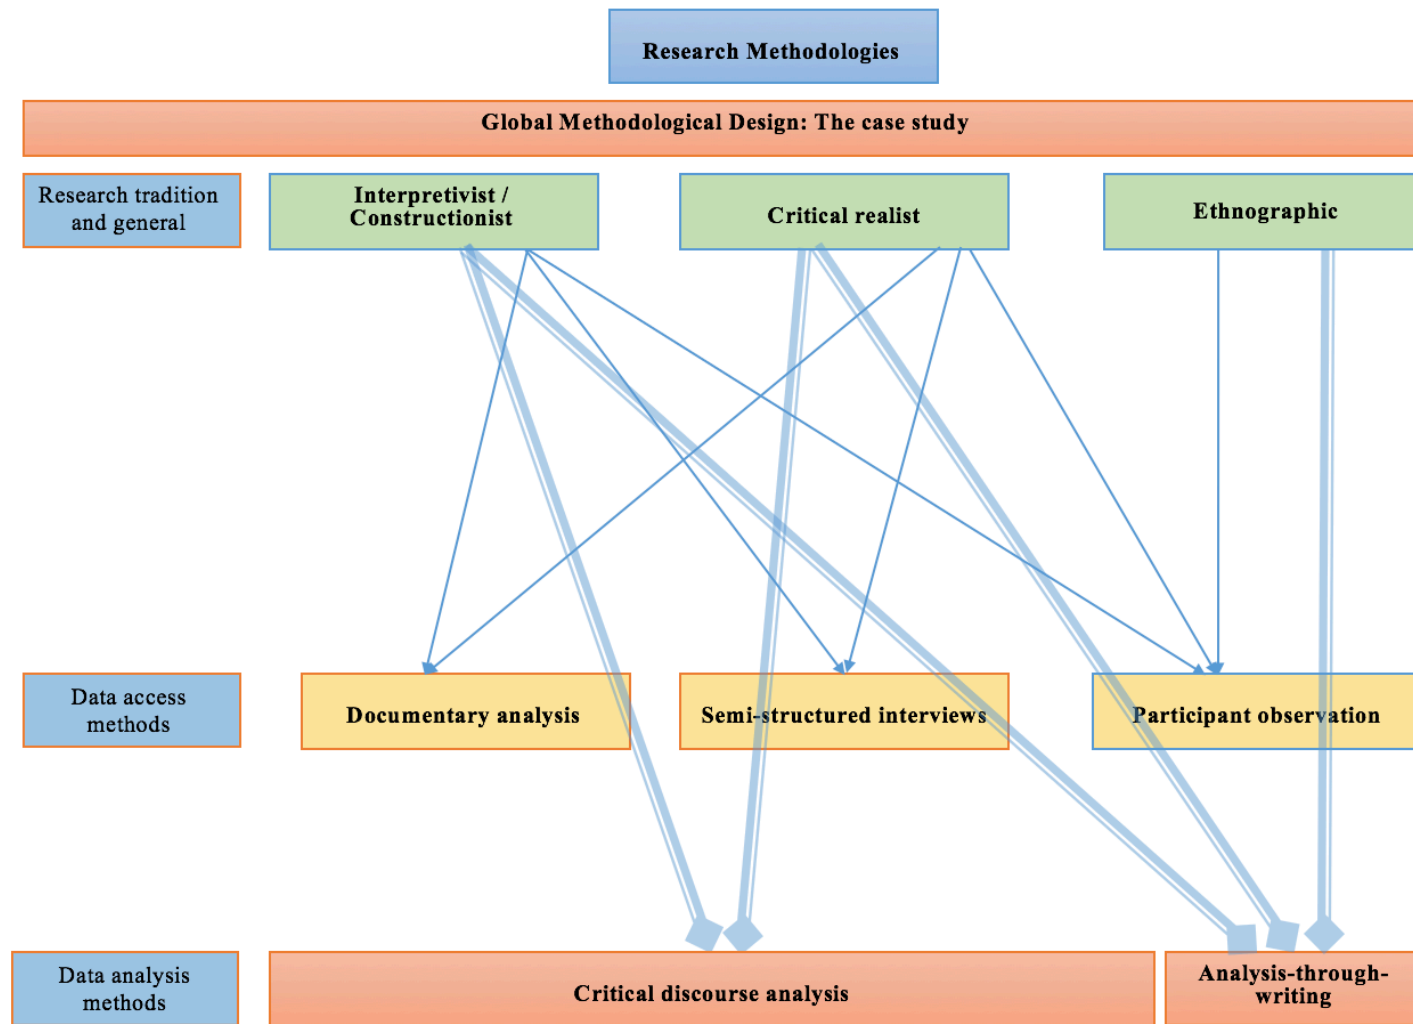 Research Methodologies
Global Methodological Design: The case study
Research tradition
and general
Interpretivist /
Constructionist
Critical realist
Ethnographic
Data access
methods
Documentary analysis
Semi-structured interviews
Participant observation
Data analysis
methods
Critical discourse analysis
Analysis-through-
writing